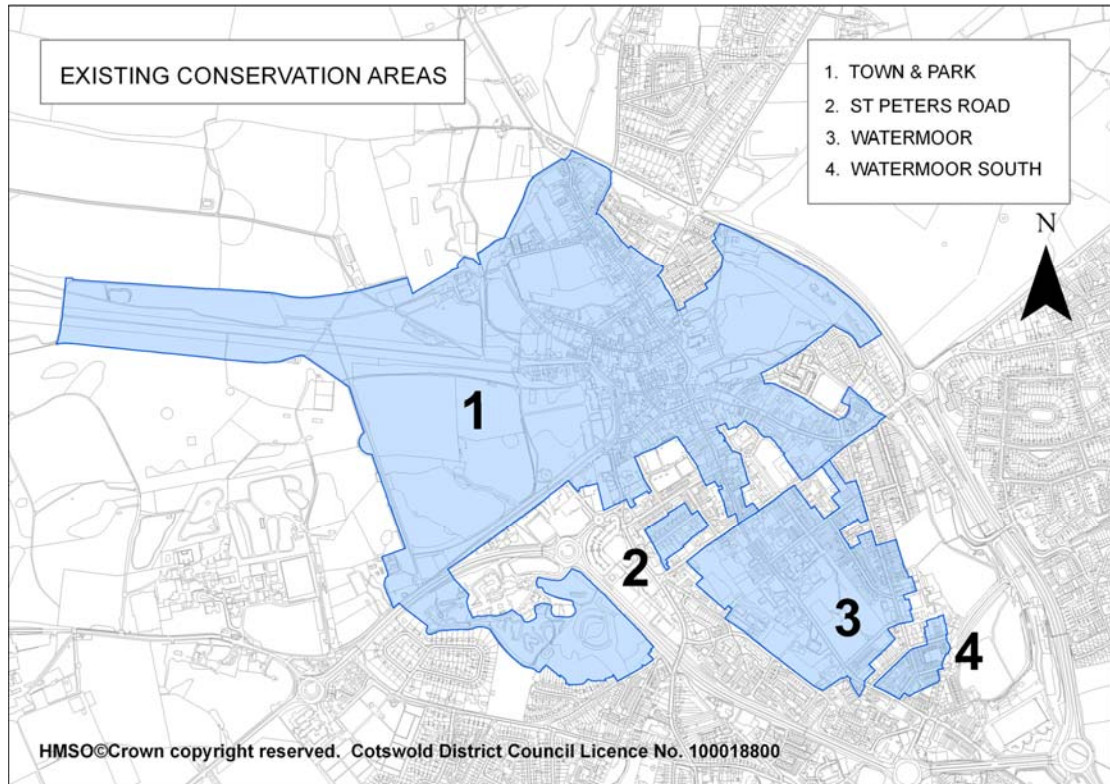 EXISTING CONSERVATION AREAS
1. TOWN & PARK
2. ST PETERS ROAD
3. WATERMOOR
4. WATERMOOR SOUTH
N
1
2
3
4
HMSO©Crown copyright reserved. Cotswold District Council Licence No. 100018800